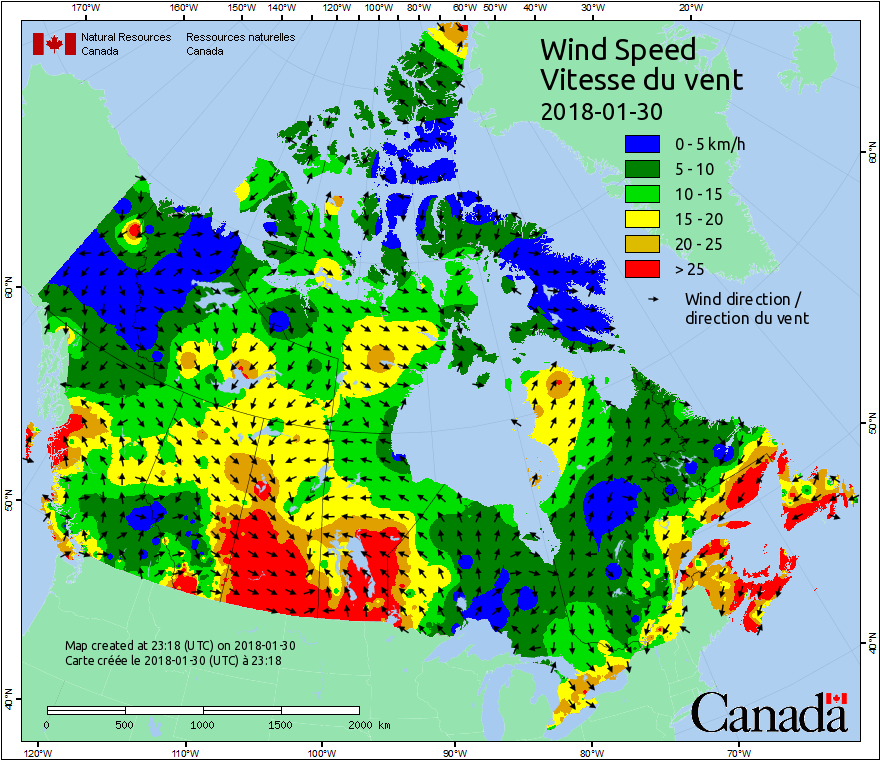 170°W 160°W 150°W 140°W 130°W 120°W 110°W 100°W 90°W 80°W 60°W 50°W 40°W 30°W 20°W
Natural Resources Ressources naturelles
Canada Canada
Wind Speed
Vitesse du vent
2018-01-30
0 - 5 km/h
5 - 10
10 - 15
15 - 20
20 - 25
> 25
Wind direction /
direction du vent
60°N 60°N
50°N 50°N
40°N 40°N
Map created at 23:18 (UTC) on 2018-01-30
Carte créée le 2018-01-30 (UTC) à 23:18
0 500 1000 1500 2000 km
Canada
120°W 110°W 100°W 90°W 80°W 70°W